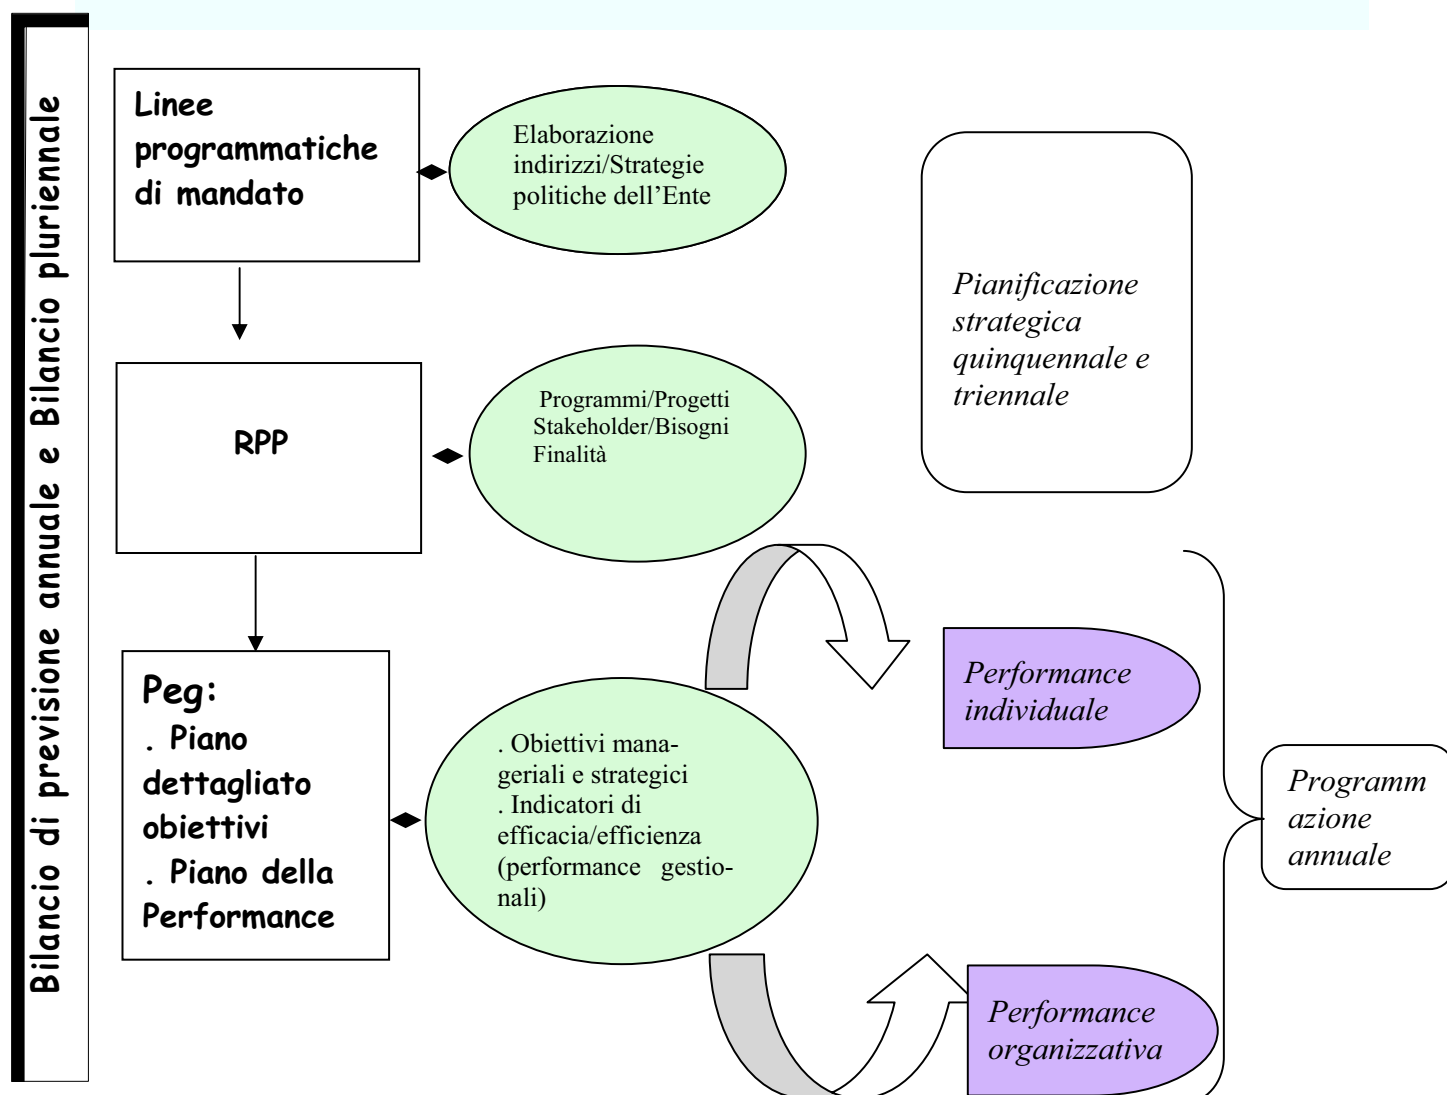 Bilancio di previsione annuale e Bilancio pluriennale
Linee
programmatiche
di mandato
Elaborazione
indirizzi/Strategie
politiche dell’Ente
Pianificazione
strategica
quinquennale e
triennale
RPP
Programmi/Progetti
Stakeholder/Bisogni
Finalità
Peg:
. Piano
dettagliato
obiettivi
. Piano della
Performance
. Obiettivi mana-
geriali e strategici
. Indicatori di
efficacia/efficienza
(performance gestio-
nali)
Performance
individuale
Programm
azione
annuale
Performance
organizzativa